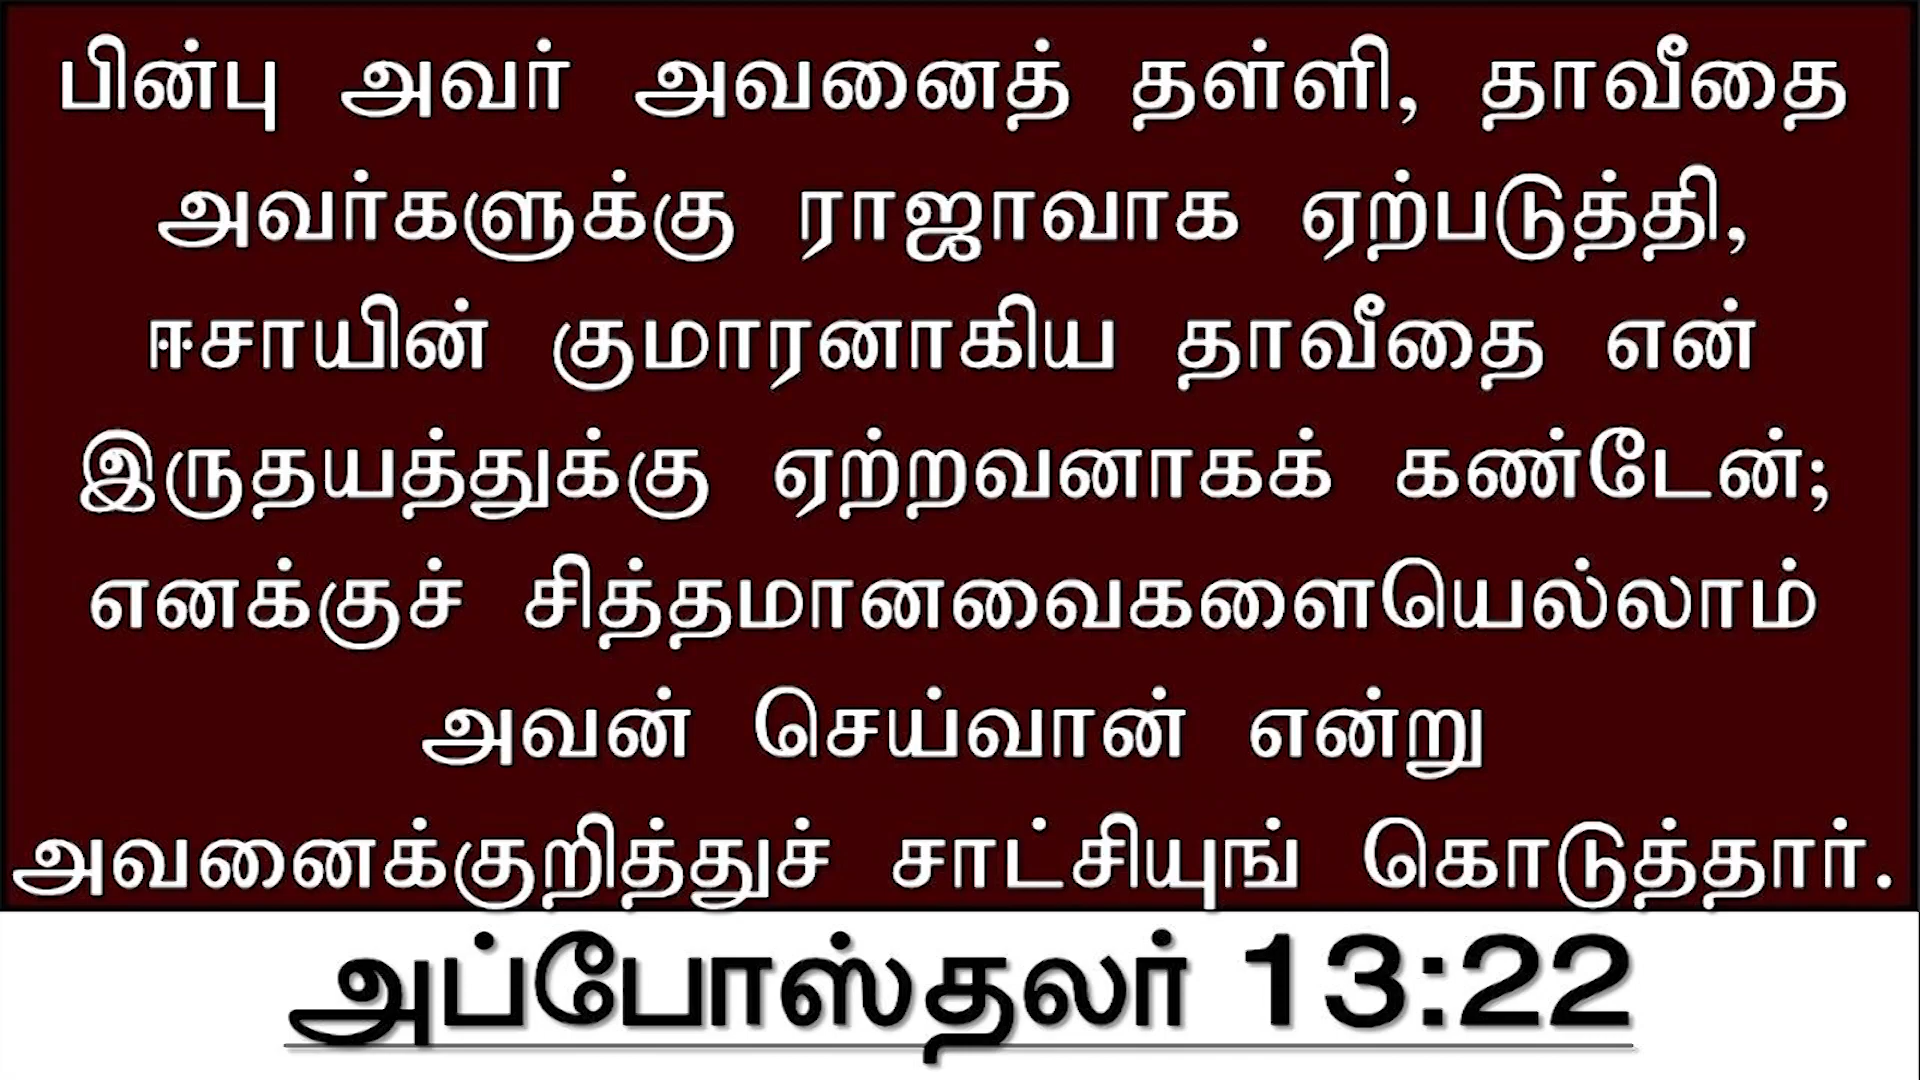 பின்பு அவர் அவனைத் தள்ளி, தாவீதை
அவர்களுக்கு ராஜாவாக ஏற்படுத்தி,
ஈசாயின் குமாரனாகிய தாவீதை என்
இருதயத்துக்கு ஏற்றவனாகக் கண்டேன்;
எனக்குச் சித்தமானவைகளையெல்லாம்
அவன் செய்வான் என்று
அவனைக்குறித்துச் சாட்சியுங் கொடுத்தார்.
அப்போஸ்தலர் 13:22